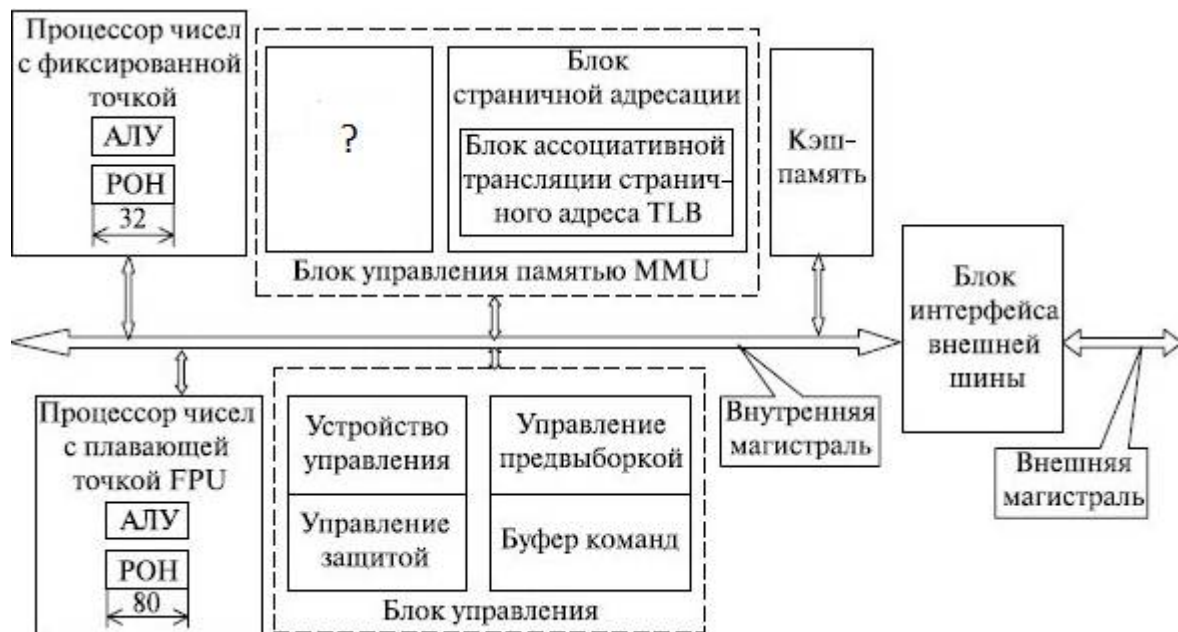 Процессор чисел
с фиксированной
точкой
АЛУ
РОН
32
?
Блок
страничной адресации
Блок ассоциативной
трансляции странич-
ного адреса TLB
Блок управления памятью MMU
Кэш-
память
Блок
интерфейса
внешней
шины
Процессор чисел
с плавающей
точкой FPU
АЛУ
РОН
80
Устройство
управления
Управление
защитой
Управление
предвыборкой
Буфер команд
Блок управления
Внутренняя
магистраль
Внешняя
магистраль